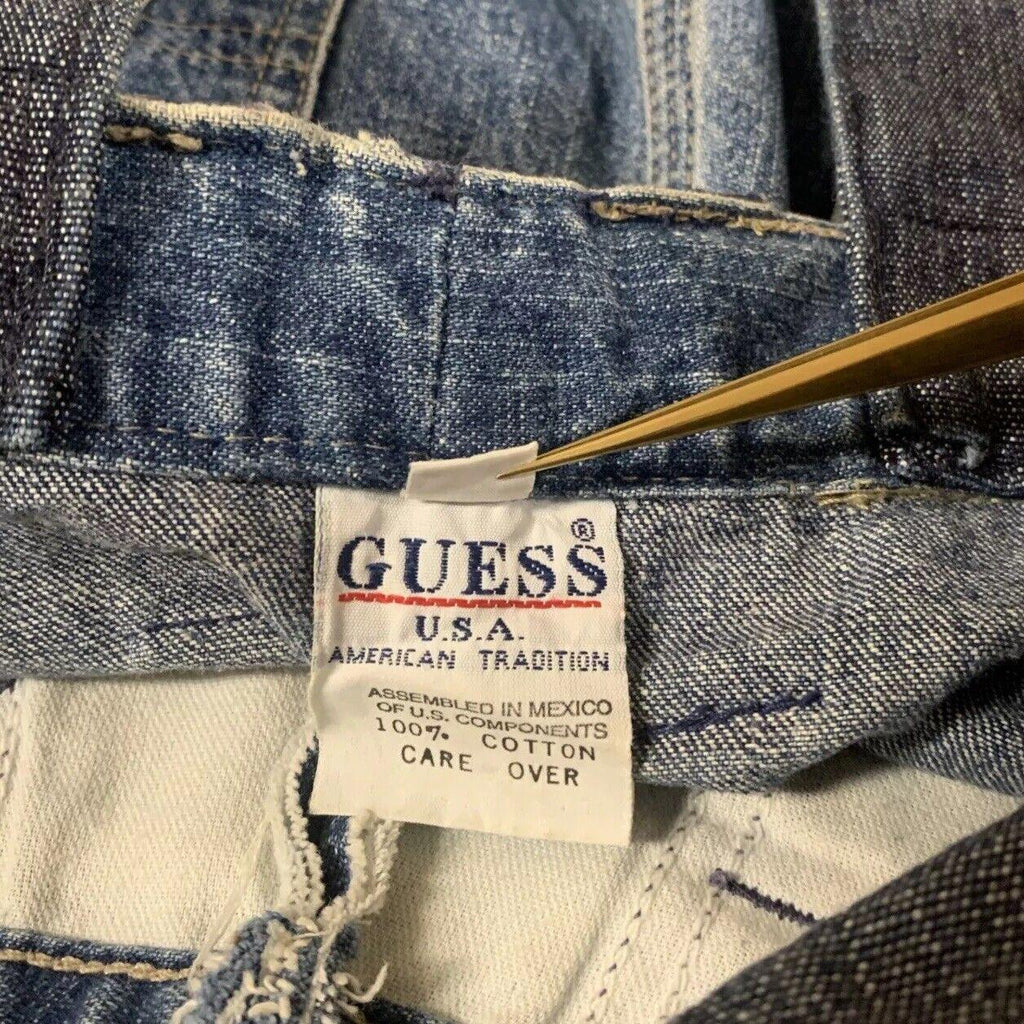 GUESS®
U.S.A.
AMERICAN TRADITION
ASSEMBLED IN MEXICO
OF U.S. COMPONENTS
100% COTTON
CARE OVER